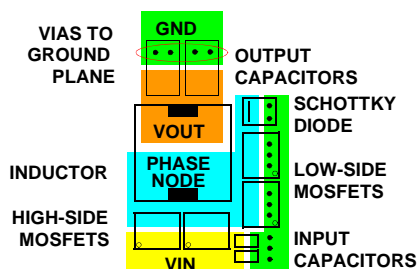 GND
VIAS TO
GROUND
PLANE
OUTPUT
CAPACITORS
SCHOTTKY
DIODE
VOUT
INDUCTOR
PHASE
NODE
LOW-SIDE
MOSFETS
HIGH-SIDE
MOSFETS
VIN
INPUT
CAPACITORS